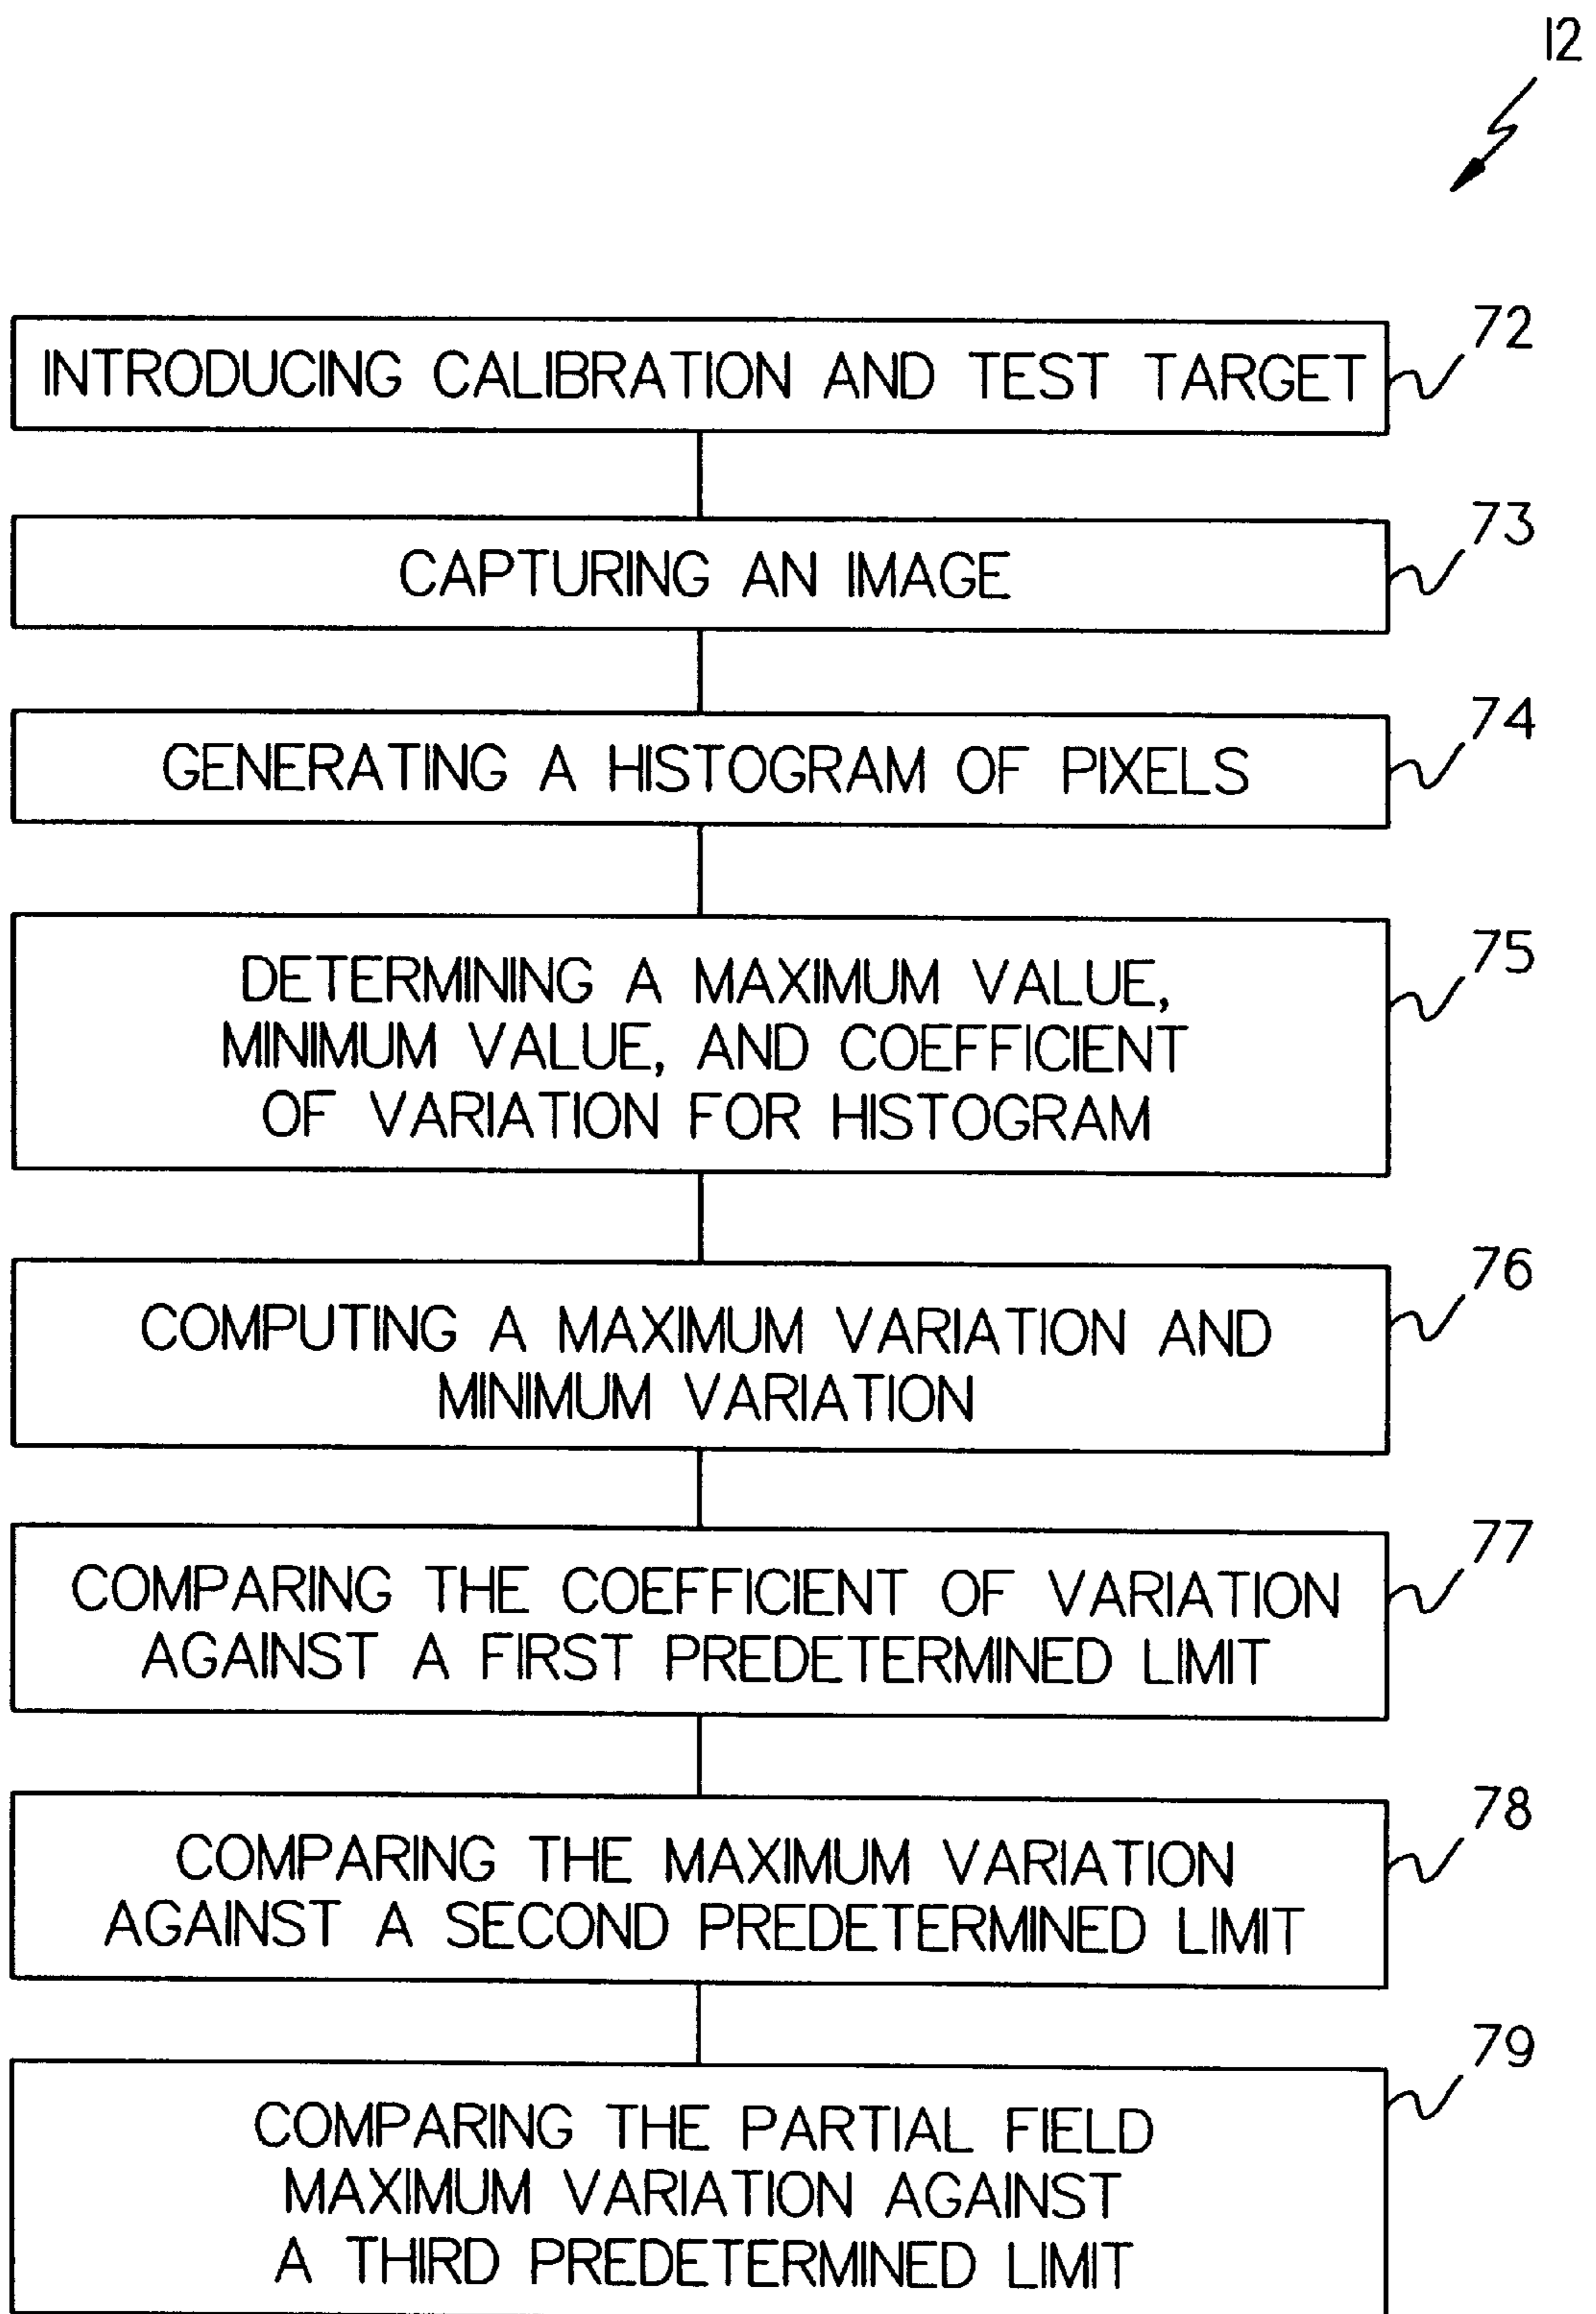 12
INTRODUCING CALIBRATION AND TEST TARGET
72
CAPTURING AN IMAGE
73
GENERATING A HISTOGRAM OF PIXELS
74
DETERMINING A MAXIMUM VALUE,
MINIMUM VALUE, AND COEFFICIENT
OF VARIATION FOR HISTOGRAM
75
COMPUTING A MAXIMUM VARIATION AND
MINIMUM VARIATION
76
COMPARING THE COEFFICIENT OF VARIATION
AGAINST A FIRST PREDETERMINED LIMIT
77
COMPARING THE MAXIMUM VARIATION
AGAINST A SECOND PREDETERMINED LIMIT
78
COMPARING THE PARTIAL FIELD
MAXIMUM VARIATION AGAINST
A THIRD PREDETERMINED LIMIT
79